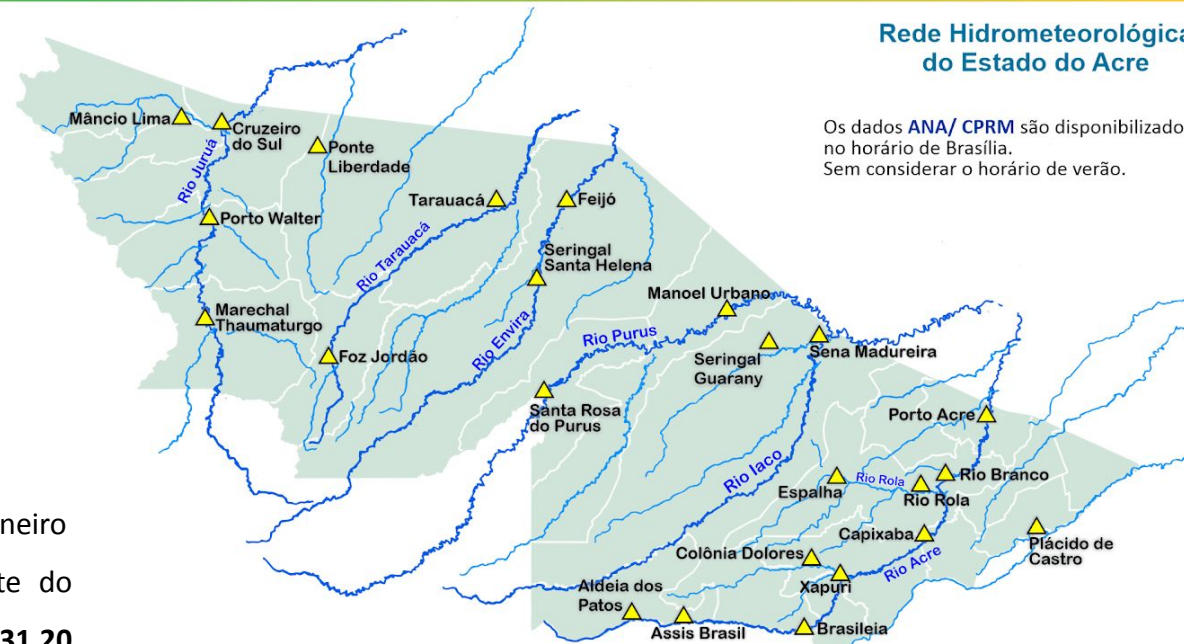 Rede Hidrometeorológica
do Estado do Acre
Os dados ANA/ CPRM são disponibilizado
no horário de Brasília.
Sem considerar o horário de verão.
Mâncio Lima
Cruzeiro
do Sul
Ponte
Liberdade
Rio Juruá
Tarauacá
Feijó
Porto Walter
Rio Tarauacá
Seringal
Santa Helena
Manoel Urbano
Marechal
Thaumaturgo
Foz Jordão
Rio Envira
Rio Purus
Seringal
Guarany
Sena Madureira
Santa Rosa
do Purus
Porto Acre
Rio Iaco
Espalha
Rio Rola
Rio Rola
Rio Branco
Capixaba
Plácido de
Castro
Colônia Dolores
Rio Acre
Xapuri
Aldeia dos
Patos
Assis Brasil
Brasileia
neiro
te do
31,20